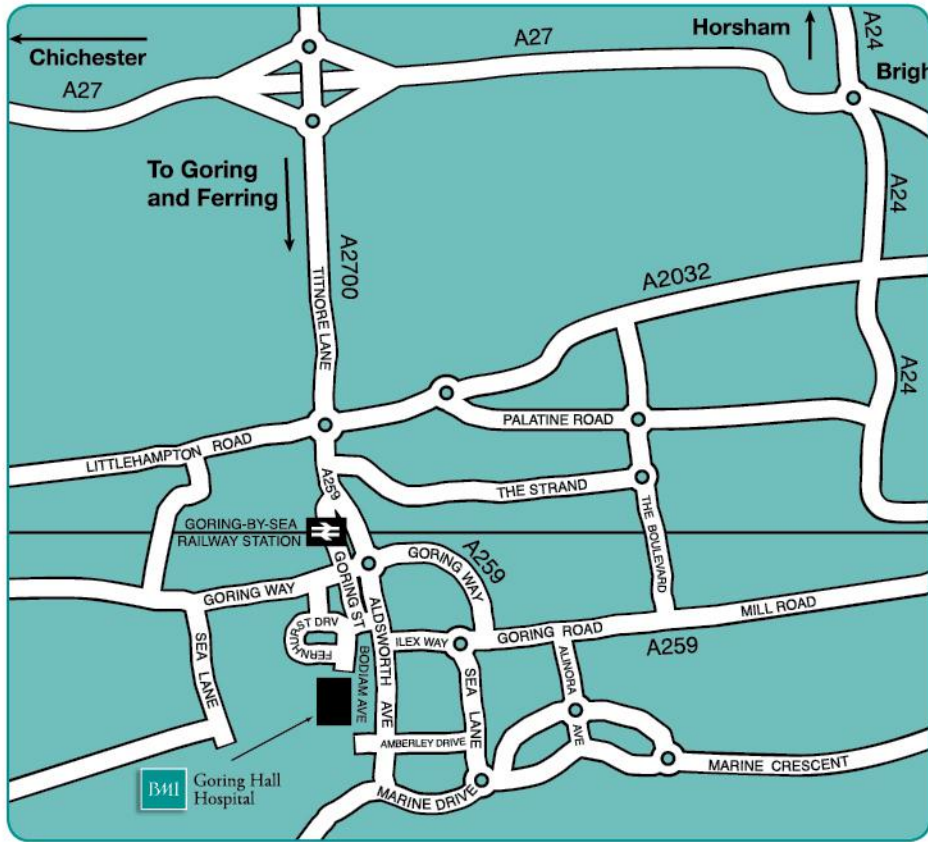 Chichester
A27
A27
Horsham
A24
Brigh
To Goring
and Ferring
A24
A2700
TITNORE LANE
A2032
A24
PALATINE ROAD
LITTLEHAMPTON ROAD
A259
THE STRAND
GORING-BY-SEA
RAILWAY STATION
THE BOULEVARD
GORING WAY
GORING ST
GORING WAY
A259
MILL ROAD
ST DRV
FERNHUR
ALDSWORTH AVE
ILEX WAY
GORING ROAD
A259
SEA LANE
BODIAM AVE
SEA LANE
ALINORA
AVE
AMBERLEY DRIVE
MARINE CRESCENT
MARINE DRIVE
BMI
Goring Hall
Hospital